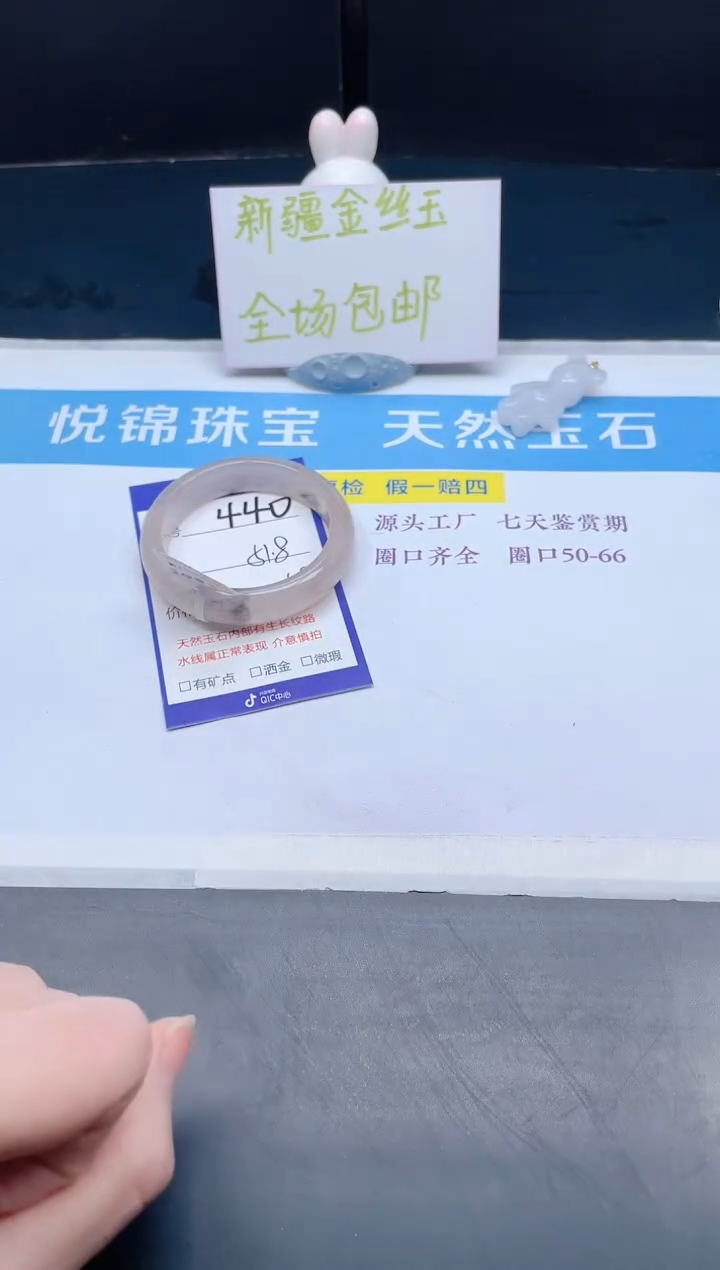 新疆金丝玉
全场包邮
悦锦珠宝 天然玉石
检 假一赔四
源头工厂 七天鉴赏期
圈口齐全 圈口50-66
440
51.8
天然玉石内部有生长纹路
水线属正常表现 介意慎拍
□有矿点 □洒金 □微瑕
QIC中心